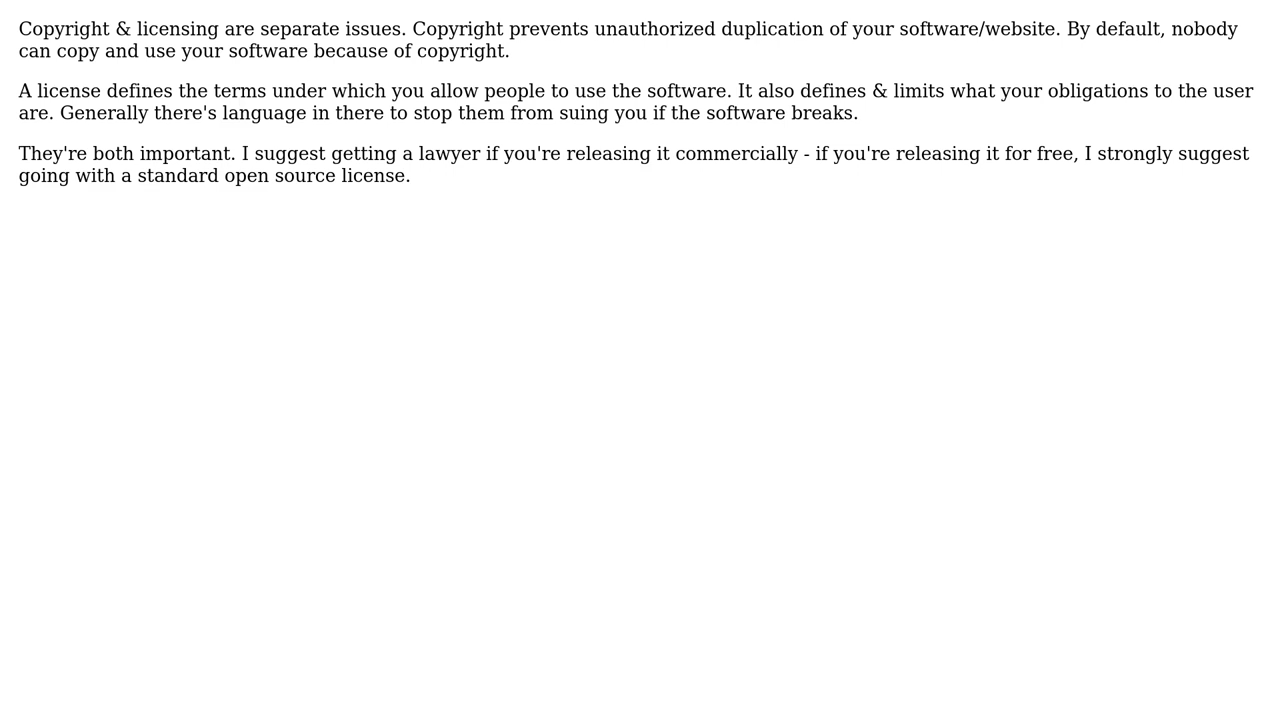 Copyright & licensing are separate issues. Copyright prevents unauthorized duplication of your software/website. By default, nobody
can copy and use your software because of copyright.
A license defines the terms under which you allow people to use the software. It also defines & limits what your obligations to the user
are. Generally there's language in there to stop them from suing you if the software breaks.
They're both important. I suggest getting a lawyer if you're releasing it commercially - if you're releasing it for free, I strongly suggest
going with a standard open source license.